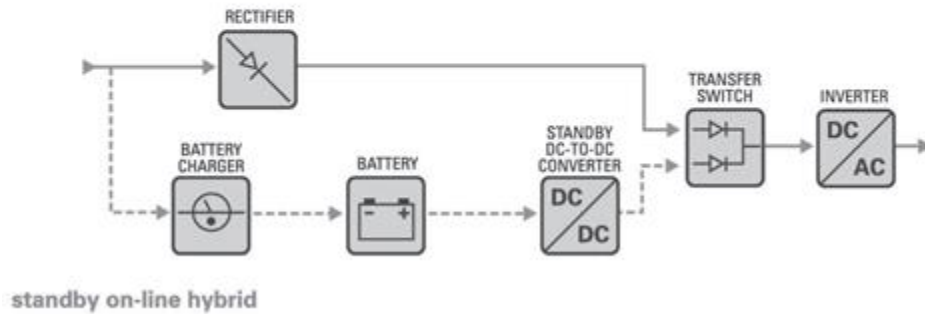 RECTIFIER
TRANSFER
SWITCH
INVERTER
DC
AC
BATTERY
CHARGER
BATTERY
- +
STANDBY
DC-TO-DC
CONVERTER
DC
DC
standby on-line hybrid